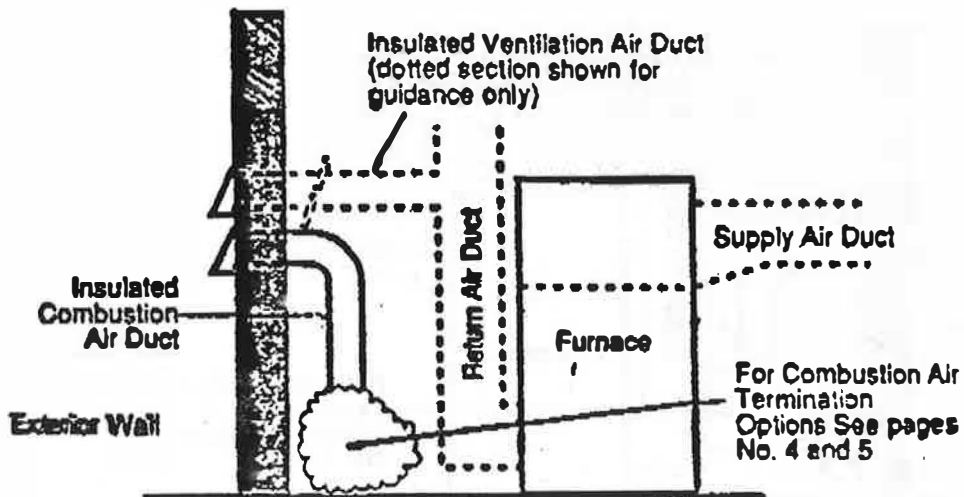 Insulated Ventilation Air Duct
(dotted section shown for
guidance only)
Return Air Duct
Supply Air Duct
Insulated
Combustion
Air Duct
Furnace
For Combustion Air
Termination
Options See pages
No. 4 and 5
Exterior Wall